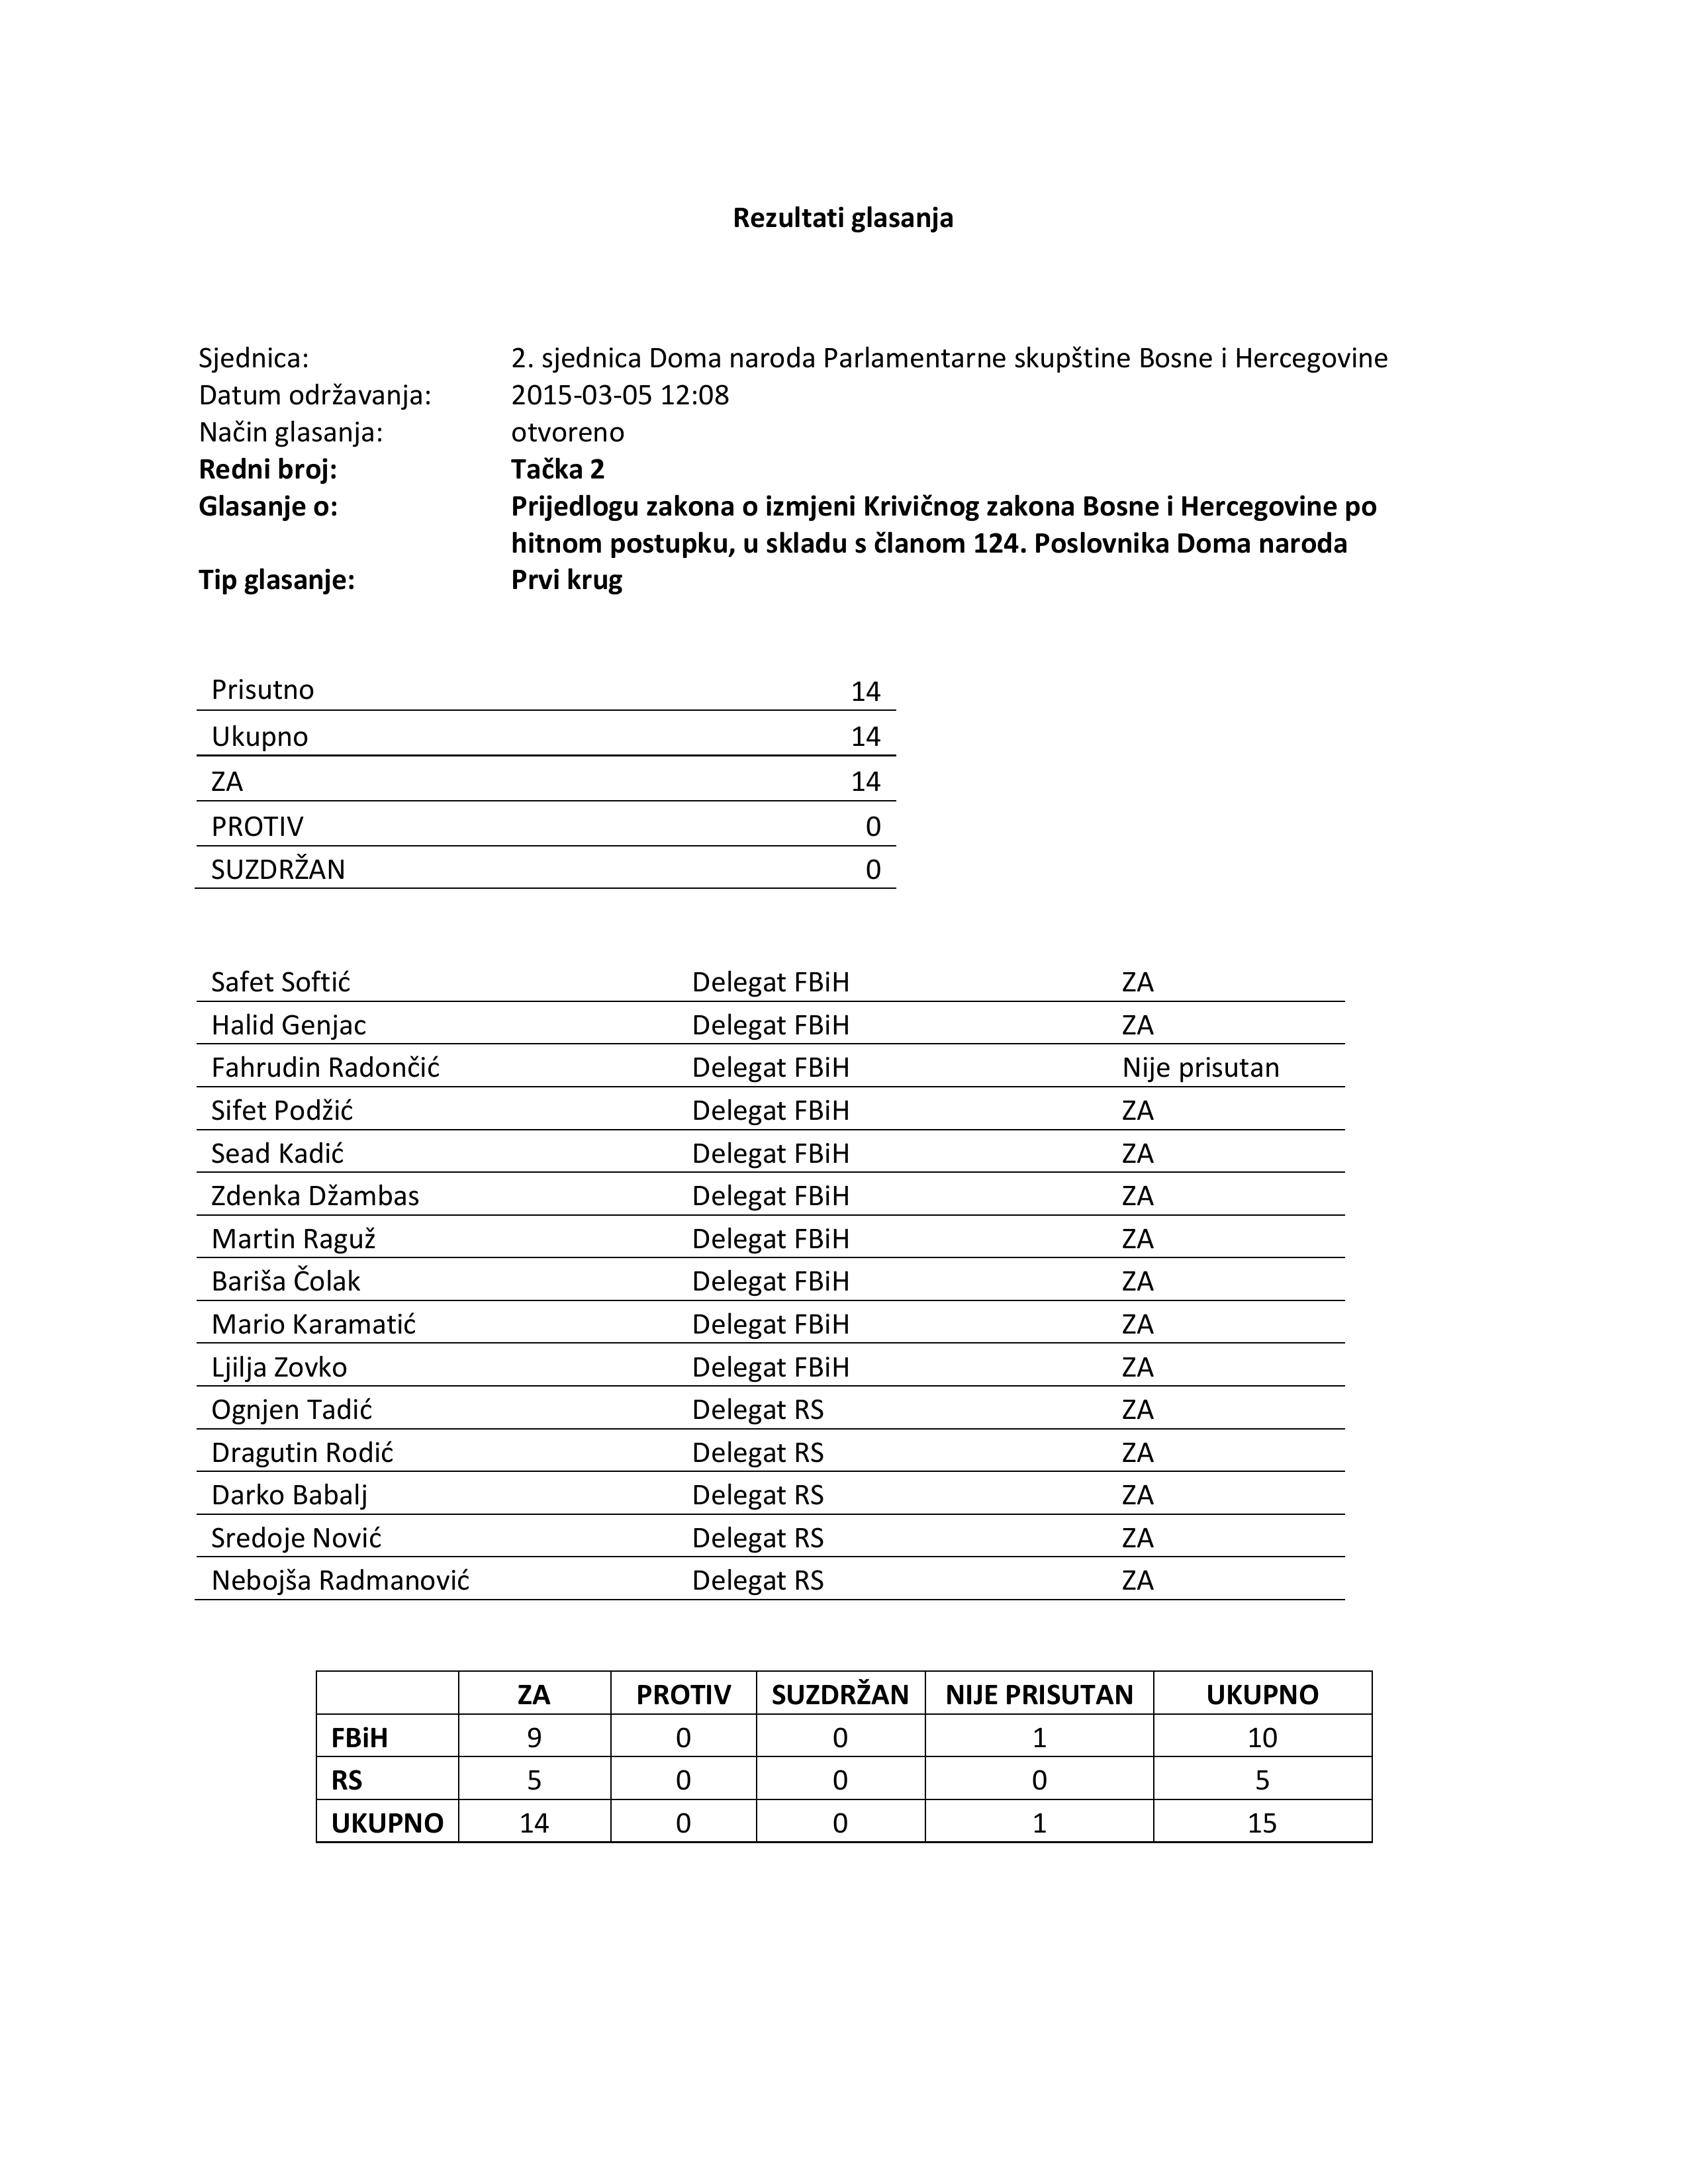 Rezultati glasanja
Sjednica: 2. sjednica Doma naroda Parlamentarne skupštine Bosne i Hercegovine
Datum održavanja: 2015-03-05 12:08
Način glasanja: otvoreno
Redni broj: Tačka 2
Glasanje o: Prijedlogu zakona o izmjeni Krivičnog zakona Bosne i Hercegovine po
hitnom postupku, u skladu s članom 124. Poslovnika Doma naroda
Tip glasanje: Prvi krug
Prisutno 14
Ukupno 14
ZA 14
PROTIV 0
SUZDRŽAN 0
Safet Softić Delegat FBiH ZA
Halid Genjac Delegat FBiH ZA
Fahrudin Radončić Delegat FBiH Nije prisutan
Sifet Podžić Delegat FBiH ZA
Sead Kadić Delegat FBiH ZA
Zdenka Džambas Delegat FBiH ZA
Martin Raguž Delegat FBiH ZA
Bariša Čolak Delegat FBiH ZA
Mario Karamatić Delegat FBiH ZA
Ljilja Zovko Delegat FBiH ZA
Ognjen Tadić Delegat RS ZA
Dragutin Rodić Delegat RS ZA
Darko Babalj Delegat RS ZA
Sredoje Nović Delegat RS ZA
Nebojša Radmanović Delegat RS ZA
ZA PROTIV SUZDRŽAN NIJE PRISUTAN UKUPNO
FBiH 9 0 0 1 10
RS 5 0 0 0 5
UKUPNO 14 0 0 1 15